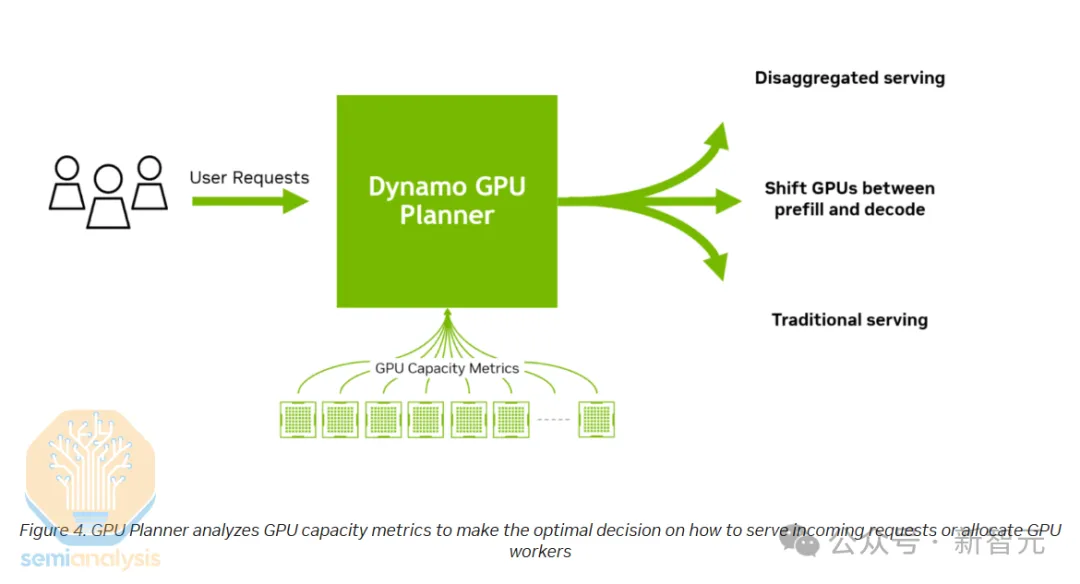 Disaggregated serving
User Requests
Dynamo GPU
Planner
Shift GPUs between
prefill and decode
Traditional serving
GPU Capacity Metrics
Figure 4. GPU Planner analyzes GPU capacity metrics to make the optimal decision on how to serve incoming requests or allocate GPU
workers
semianalysis
公众号 · 新智元